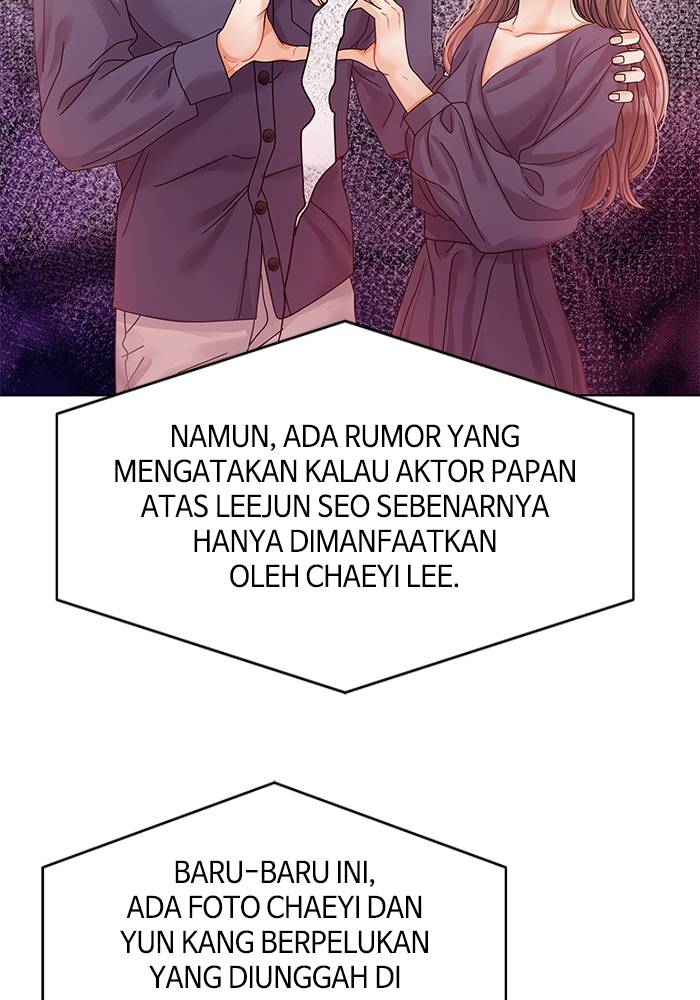 NAMUN, ADA RUMOR YANG
MENGATAKAN KALAU AKTOR PAPAN
ATAS LEEJUN SEO SEBENARNYA
HANYA DIMANFAATKAN
OLEH CHAEYI LEE.
BARU-BARU INI,
ADA FOTO CHAEYI DAN
YUN KANG BERPELUKAN
YANG DIUNGGAH DI